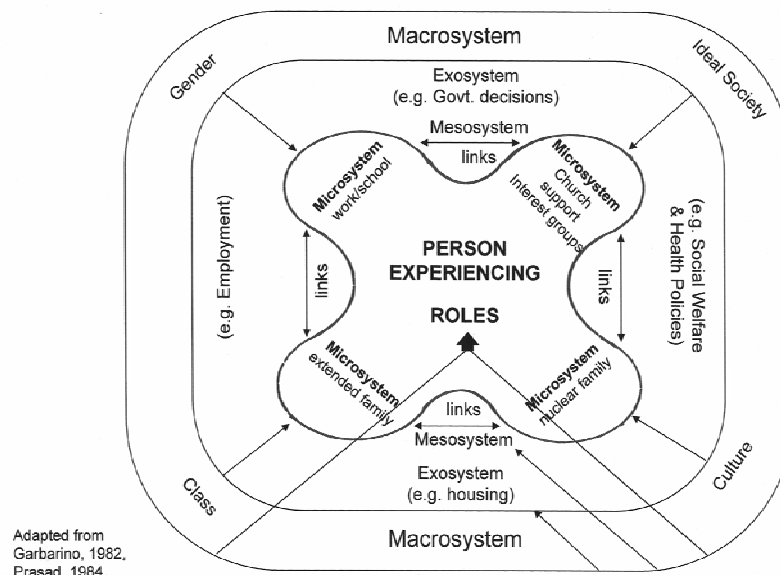 Macrosystem
Gender
Ideal Society
Exosystem
(e.g. Govt. decisions)
Mesosystem
links
Microsystem
work/school
Microsystem
Church
support
Interest groups
(e.g. Employment)
links
PERSON
EXPERIENCING
ROLES
links
(e.g. Social Welfare
& Health Policies)
Microsystem
extended family
Microsystem
nuclear family
links
Mesosystem
Exosystem
(e.g. housing)
Class
Culture
Macrosystem
Adapted from
Garbarino, 1982,
Prasad, 1984